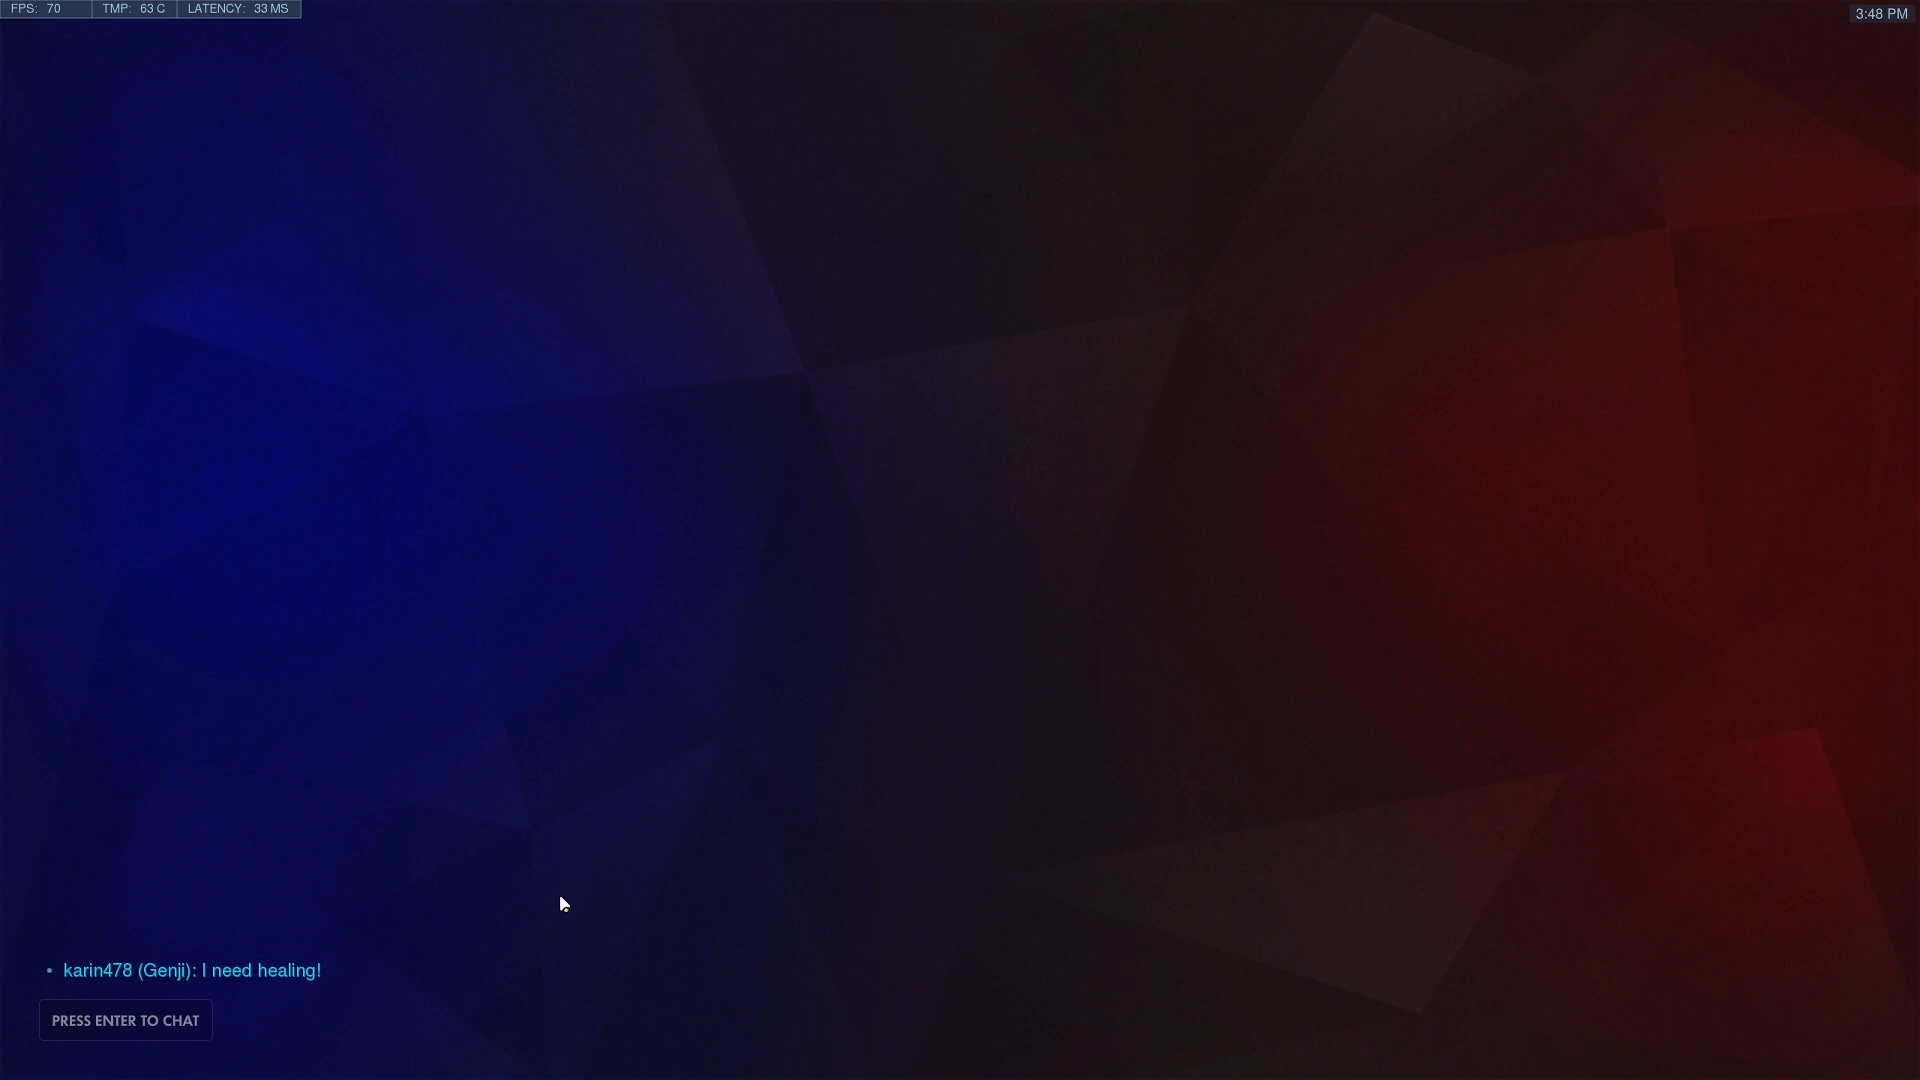 FPS: 70 TMP: 63 C LATENCY: 33 MS
3:48 PM
• karin478 (Genji): I need healing!
PRESS ENTER TO CHAT